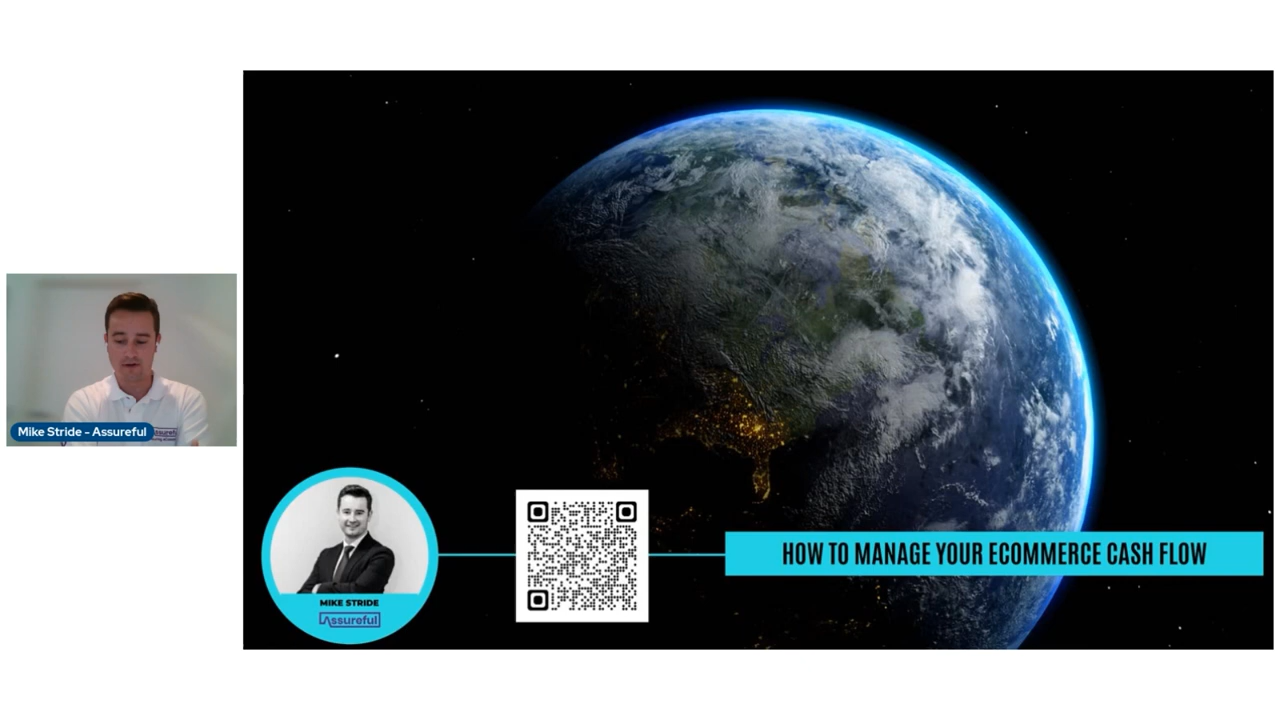 Mike Stride - Assureful
MIKE STRIDE
Assureful
HOW TO MANAGE YOUR ECOMMERCE CASH FLOW